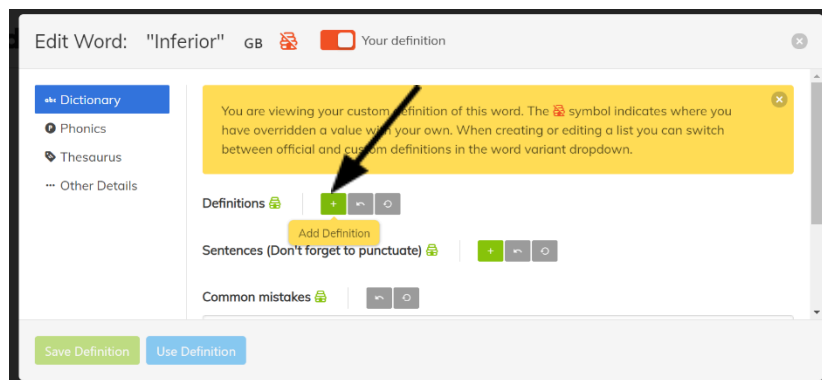 Edit Word: "Inferior" GB Your definition
abc Dictionary
Phonics
Thesaurus
Other Details
You are viewing your custom definition of this word. The symbol indicates where you
have overridden a value with your own. When creating or editing a list you can switch
between official and custom definitions in the word variant dropdown.
Definitions +
Add Definition
Sentences (Don't forget to punctuate) +
Common mistakes
Save Definition Use Definition